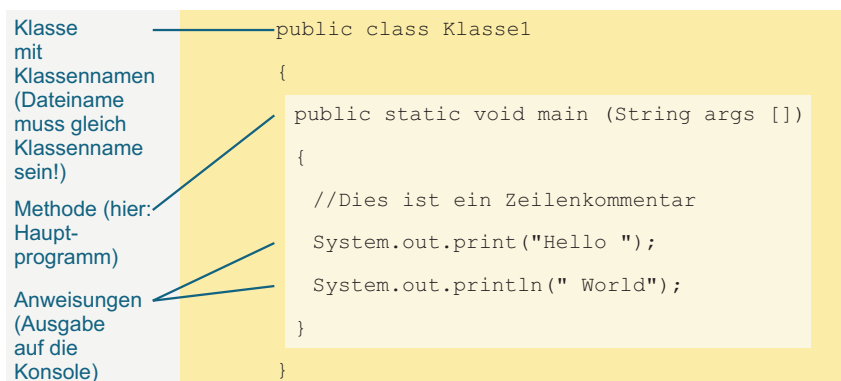 Klasse
mit
Klassennamen
(Dateiname
muss gleich
Klassenname
sein!)
Methode (hier:
Haupt-
programm)
Anweisungen
(Ausgabe
auf die
Konsole)
public class Klasse1
{
public static void main (String args [])
{
//Dies ist ein Zeilenkommentar
System.out.print("Hello ");
System.out.println(" World");
}
}